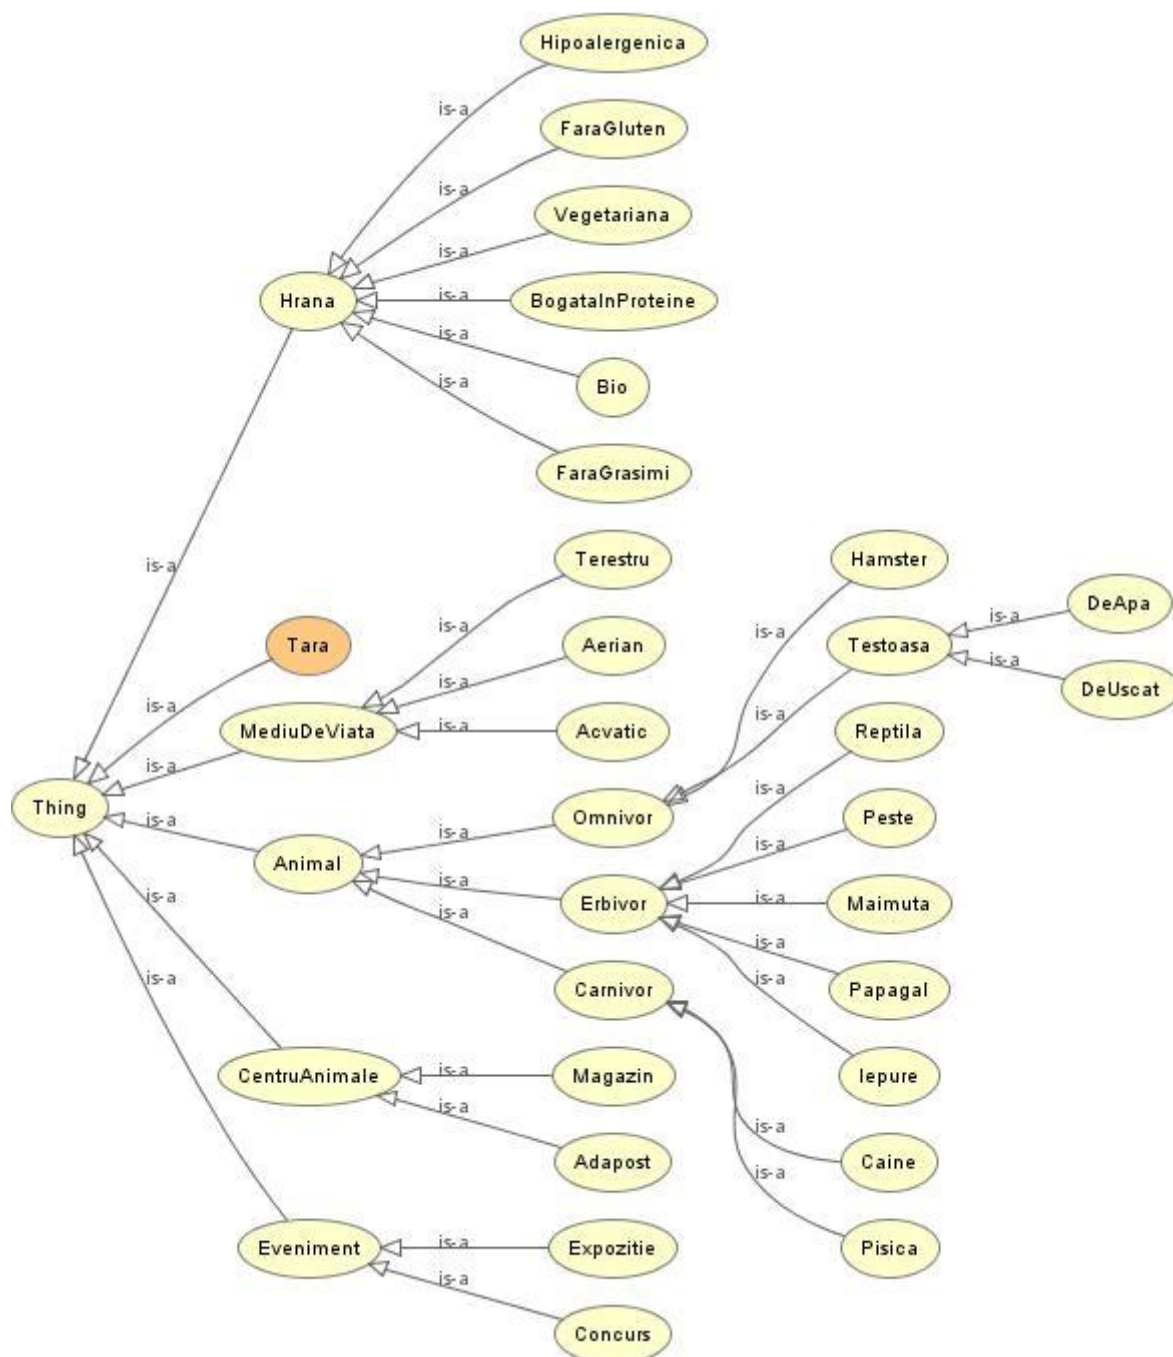 Hipoalergenica
is-a
FaraGluten
is-a
Vegetariana
is-a
Hrana
is-a
BogataInProteine
is-a
Bio
is-a
FaraGrasimi
is-a
Terestru
Hamster
DeApa
is-a
is-a
is-a
Tara
Aerian
Testoasa
is-a
is-a
DeUscat
is-a
is-a
MediuDeViata
is-a
Acvatic
Reptila
is-a
is-a
Thing
is-a
is-a
Omnivor
Peste
is-a
Animal
is-a
Erbivor
is-a
Maimuta
is-a
is-a
is-a
Carnivor
Papagal
is-a
is-a
CentruAnimale
is-a
Magazin
Iepure
is-a
is-a
Adapost
Caine
is-a
Eveniment
is-a
Expozitie
Pisica
is-a
Concurs